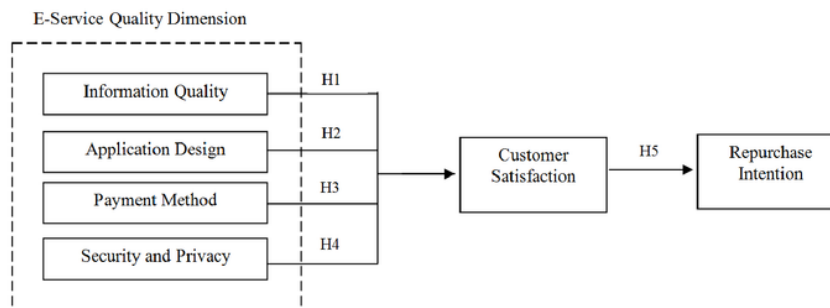 E-Service Quality Dimension
Information Quality
H1
Application Design
H2
Payment Method
H3
Security and Privacy
H4
Customer
Satisfaction
H5
Repurchase
Intention